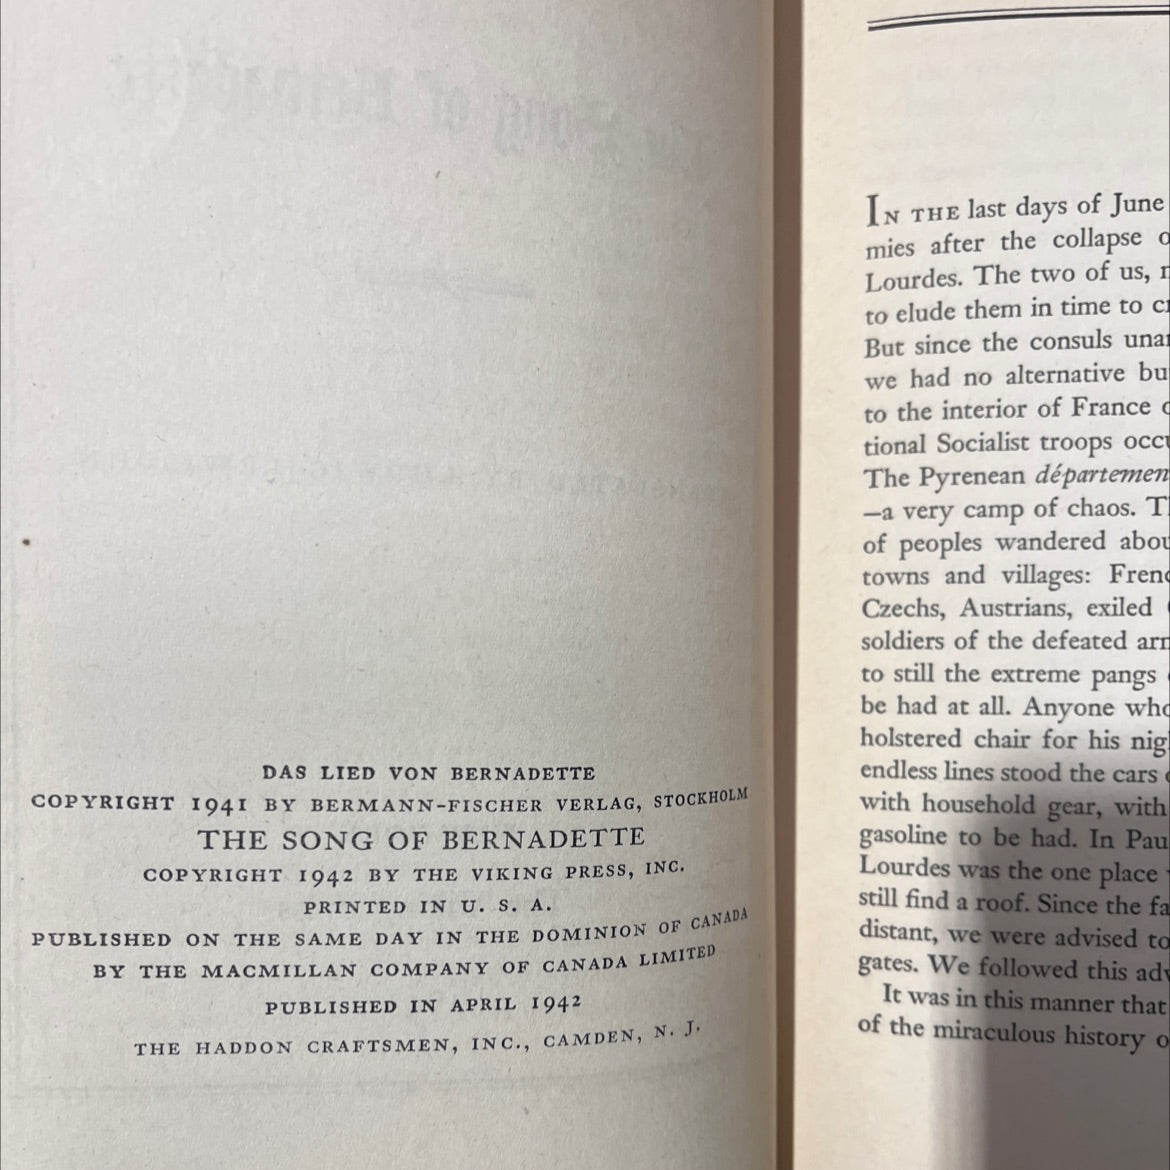 DAS LIED VON BERNADETTE
COPYRIGHT 1941 BY BERMANN-FISCHER VERLAG, STOCKHOLM
THE SONG OF BERNADETTE
COPYRIGHT 1942 BY THE VIKING PRESS, INC.
PRINTED IN U. S. A.
PUBLISHED ON THE SAME DAY IN THE DOMINION OF CANADA
BY THE MACMILLAN COMPANY OF CANADA LIMITED
PUBLISHED IN APRIL 1942
THE HADDON CRAFTSMEN, INC., CAMDEN, N. J.
IN THE last days of June
mies after the collapse
Lourdes. The two of us,
to elude them in time to
But since the consuls
we had no alternative
to the interior of France
tional Socialist troops
The Pyrenean
—a very camp of chaos.
of peoples wandered
towns and villages:
Czechs, Austrians, exiled
soldiers of the defeated
to still the extreme pangs
be had at all. Anyone
holstered chair for his
endless lines stood the cars
with household gear, with
gasoline to be had. In Pau
Lourdes was the one place
still find a roof. Since the
distant, we were advised to
gates. We followed this
It was in this manner that
of the miraculous history